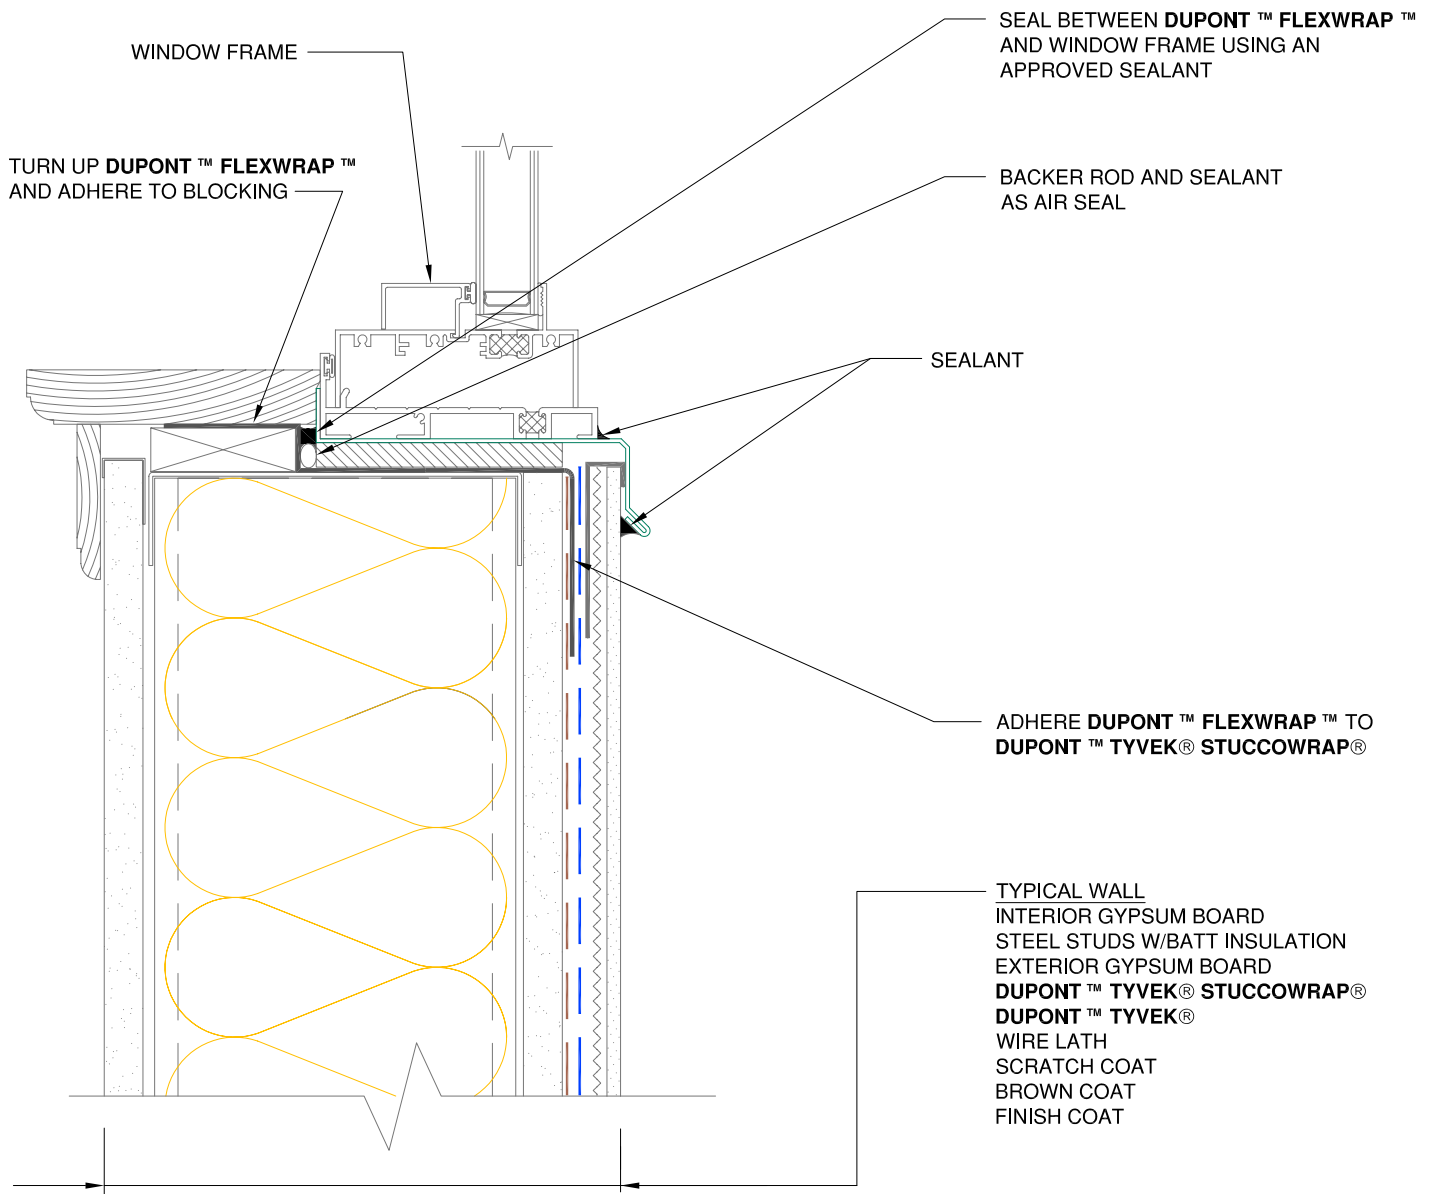 WINDOW FRAME
SEAL BETWEEN DUPONT ™ FLEXWRAP ™
AND WINDOW FRAME USING AN
APPROVED SEALANT
TURN UP DUPONT ™ FLEXWRAP ™
AND ADHERE TO BLOCKING
BACKER ROD AND SEALANT
AS AIR SEAL
SEALANT
ADHERE DUPONT ™ FLEXWRAP ™ TO
DUPONT ™ TYVEK® STUCCOWRAP®
TYPICAL WALL
INTERIOR GYPSUM BOARD
STEEL STUDS W/BATT INSULATION
EXTERIOR GYPSUM BOARD
DUPONT ™ TYVEK® STUCCOWRAP®
DUPONT ™ TYVEK®
WIRE LATH
SCRATCH COAT
BROWN COAT
FINISH COAT